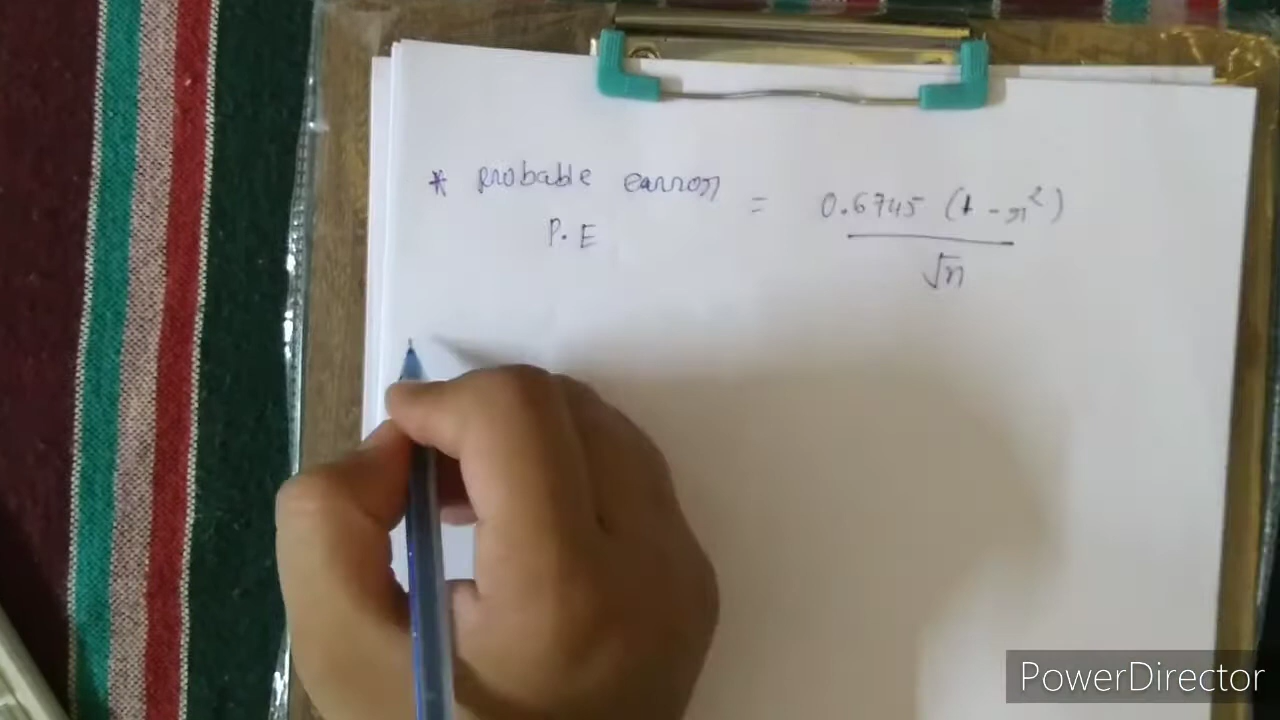 * probable earror = 0.6745 (1 - r²)
P.E
√n
PowerDirector